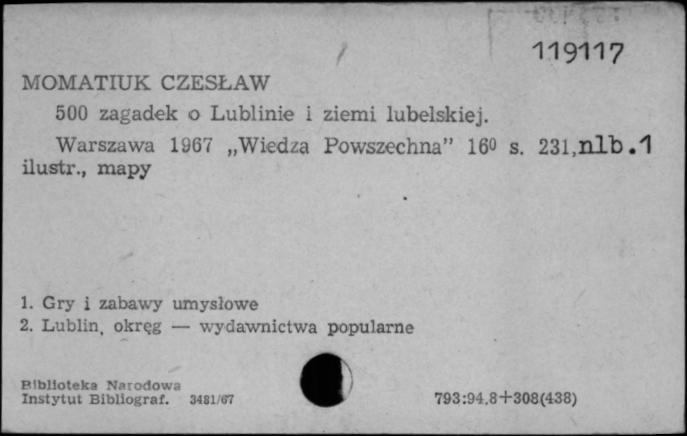 119117
MOMATIUK CZESŁAW
500 zagadek o Lublinie i ziemi lubelskiej.
Warszawa 1967 „Wiedza Powszechna” 16⁰ s. 231,nlb.1
ilustr., mapy
1. Gry i zabawy umysłowe
2. Lublin, okręg — wydawnictwa popularne
Biblioteka Narodowa
Instytut Bibliograf. 3481/67
793:94.8+308(438)